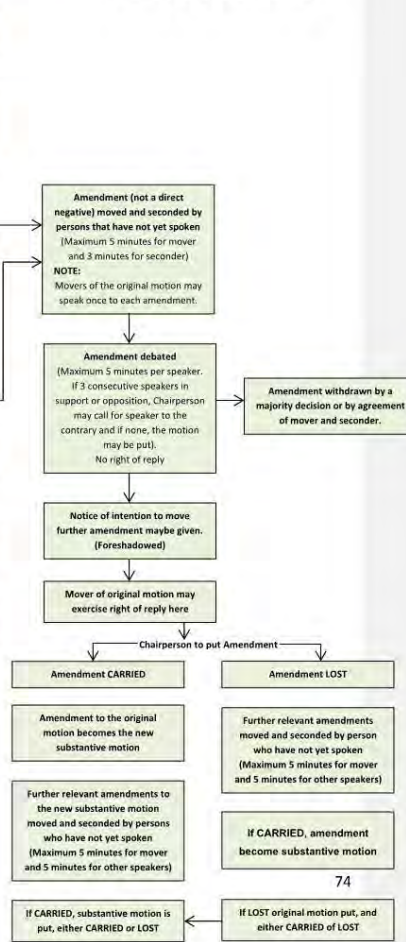 Amendment (not a direct
negative) moved and seconded by
persons that have not yet spoken
(Maximum 5 minutes for mover
and 3 minutes for seconder)
NOTE:
Movers of the original motion may
speak once to each amendment.
Amendment debated
(Maximum 5 minutes per speaker.
If 3 consecutive speakers in
support or opposition, Chairperson
may call for speaker to the
contrary and if none, the motion
may be put).
No right of reply
Amendment withdrawn by a
majority decision or by agreement
of mover and seconder.
Notice of intention to move
further amendment maybe given.
(Foreshadowed)
Mover of original motion may
exercise right of reply here
Chairperson to put Amendment
Amendment CARRIED
Amendment to the original
motion becomes the new
substantive motion
Further relevant amendments to
the new substantive motion
moved and seconded by persons
who have not yet spoken
(Maximum 5 minutes for mover
and 5 minutes for other speakers)
If CARRIED, substantive motion is
put, either CARRIED or LOST
Amendment LOST
Further relevant amendments
moved and seconded by person
who have not yet spoken
(Maximum 5 minutes for mover
and 5 minutes for other speakers)
If CARRIED, amendment
become substantive motion
74
If LOST original motion put, and
either CARRIED of LOST